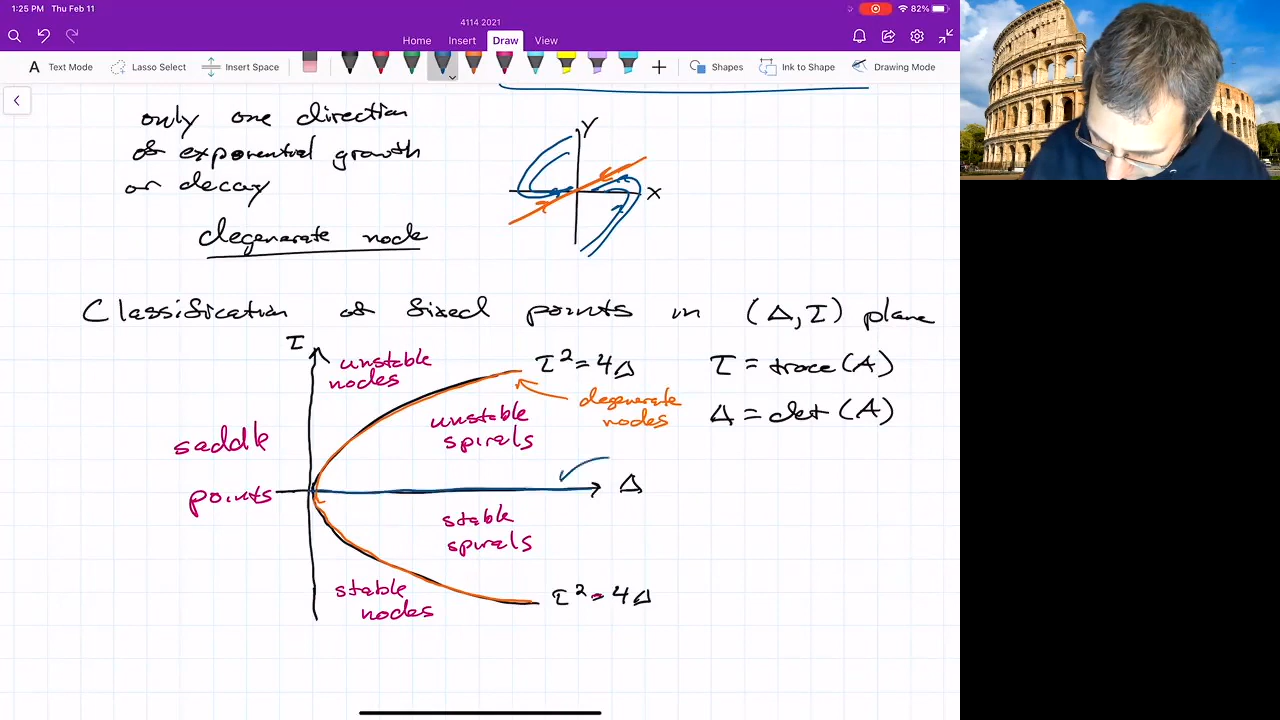 1:25 PM Thu Feb 11
82%
4114 2021
Home Insert Draw View
Text Mode Lasso Select Insert Space Shapes Ink to Shape Drawing Mode
only one direction
of exponential growth
or decay
degenerate node
y
x
Classification of fixed points in (Δ, τ) plane
τ
unstable
nodes
τ² = 4Δ
τ = trace(A)
degenerate
nodes
Δ = det(A)
unstable
spirals
saddle
points
Δ
stable
spirals
stable
nodes
τ² = 4Δ